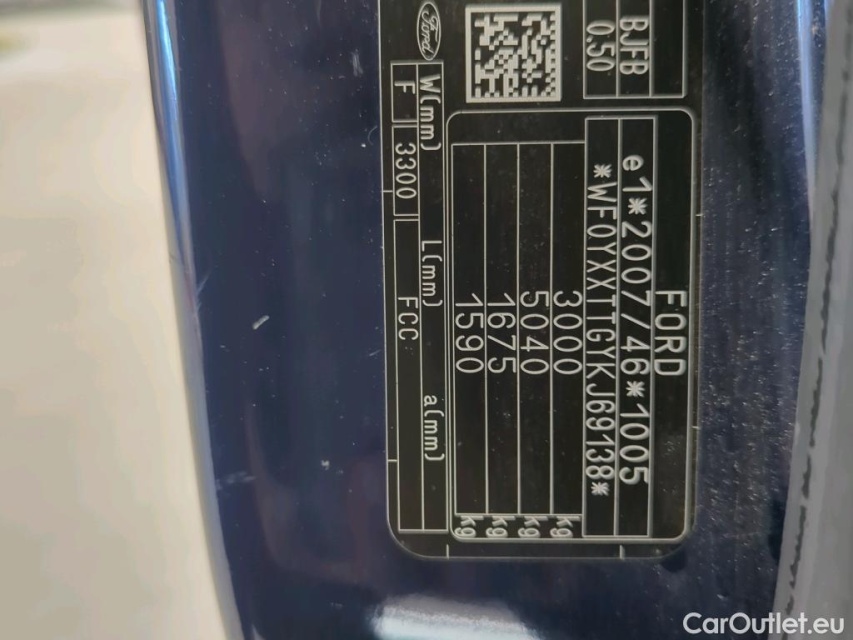 BJFB
0.50
FORD
e1*2007/46*1005
*WF0YXXTTGYKJ69138*
3000 kg
5040 kg
1675 kg
1590 kg
W(mm) L(mm) a(mm)
F 3300 FCC
Ford
CarOutlet.eu